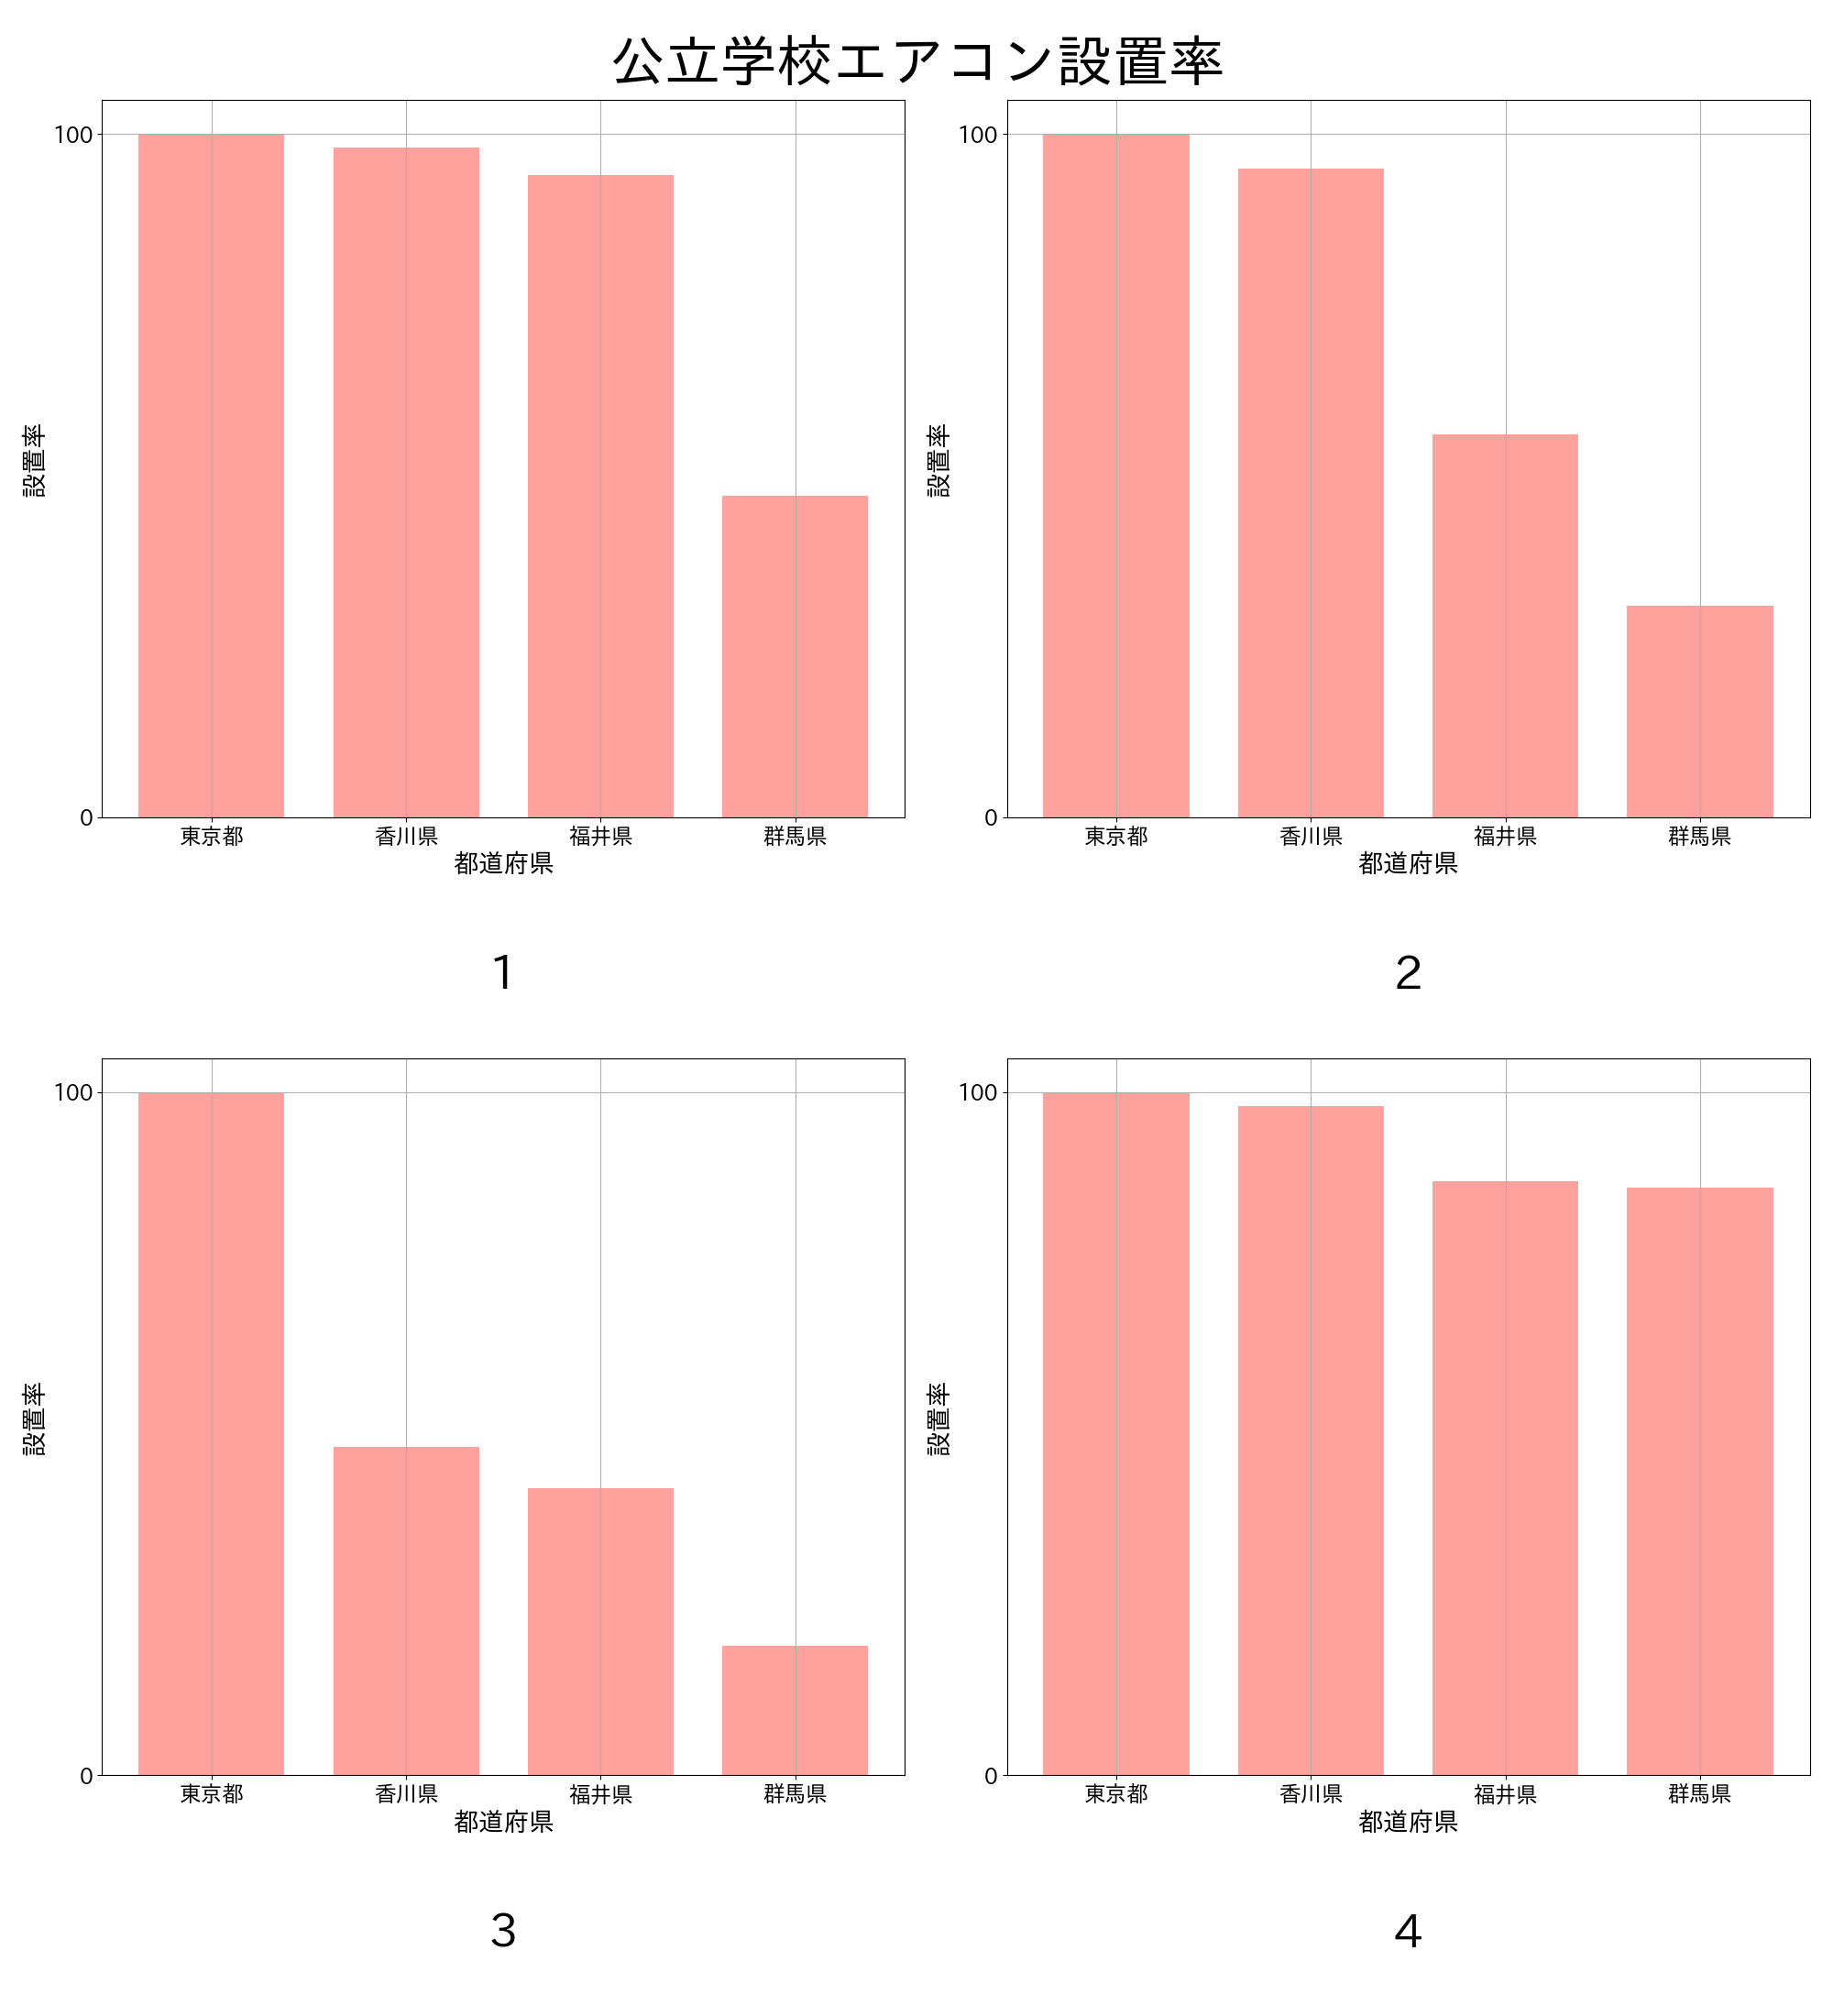 公立学校エアコン設置率
100
0
設置率
東京都 香川県 福井県 群馬県
都道府県
1
100
0
設置率
東京都 香川県 福井県 群馬県
都道府県
2
100
0
設置率
東京都 香川県 福井県 群馬県
都道府県
3
100
0
設置率
東京都 香川県 福井県 群馬県
都道府県
4